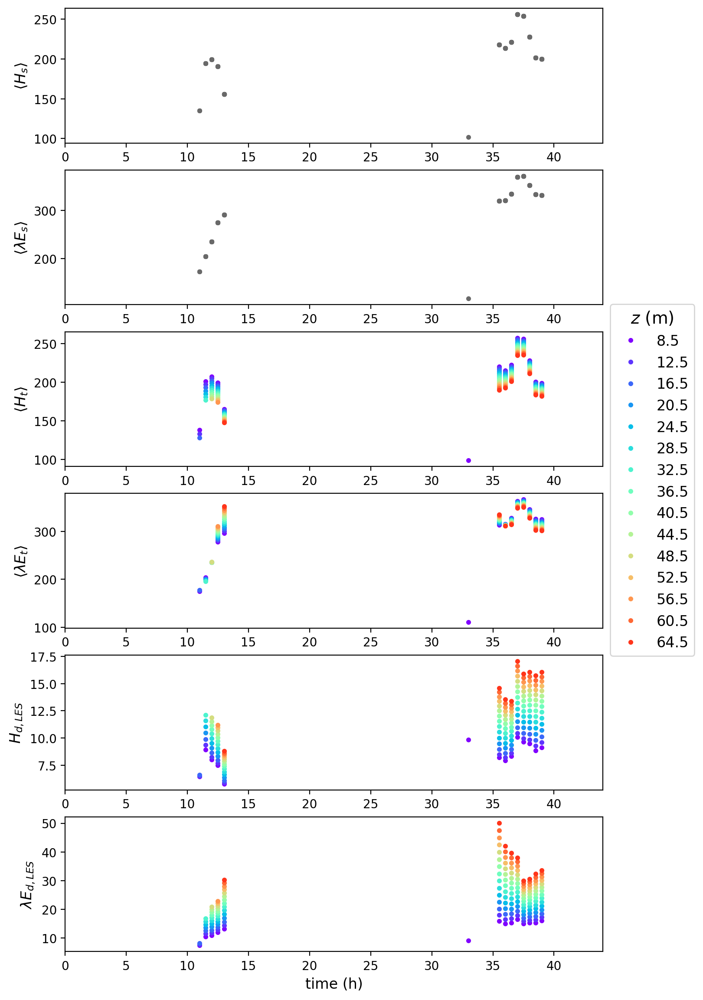 250
200
150
100
⟨H_s⟩
0 5 10 15 20 25 30 35 40
300
200
⟨λE_s⟩
0 5 10 15 20 25 30 35 40
250
200
150
100
⟨H_t⟩
0 5 10 15 20 25 30 35 40
300
200
100
⟨λE_t⟩
0 5 10 15 20 25 30 35 40
17.5
15.0
12.5
10.0
7.5
H_{d,LES}
0 5 10 15 20 25 30 35 40
50
40
30
20
10
λE_{d,LES}
0 5 10 15 20 25 30 35 40
time (h)
z (m)
8.5
12.5
16.5
20.5
24.5
28.5
32.5
36.5
40.5
44.5
48.5
52.5
56.5
60.5
64.5